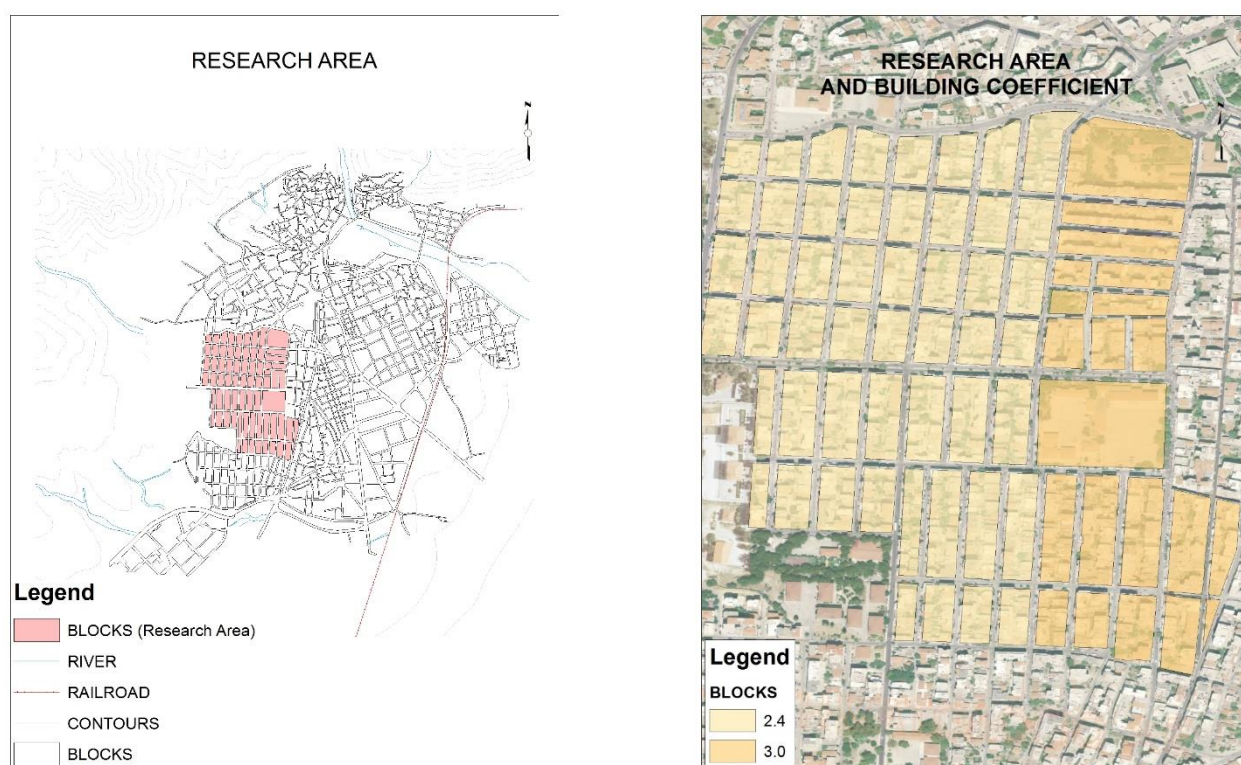 RESEARCH AREA
N
Legend
BLOCKS (Research Area)
RIVER
RAILROAD
CONTOURS
BLOCKS
RESEARCH AREA
AND BUILDING COEFFICIENT
N
Legend
BLOCKS
2.4
3.0